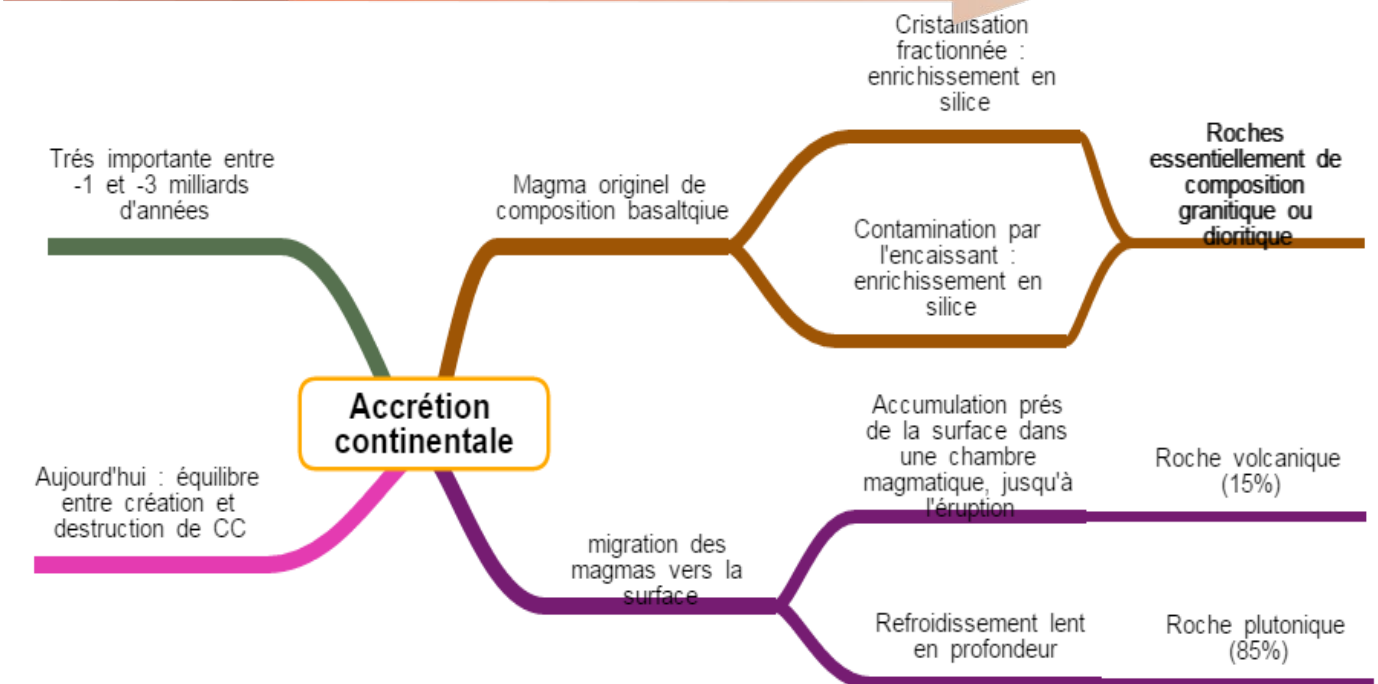 Trés importante entre
-1 et -3 milliards
d'années
Aujourd'hui : équilibre
entre création et
destruction de CC
Accrétion
continentale
Magma originel de
composition basaltqiue
Cristallisation
fractionnée :
enrichissement en
silice
Contamination par
l'encaissant :
enrichissement en
silice
Roches
essentiellement de
composition
granitique ou
dioritique
migration des
magmas vers la
surface
Accumulation prés
de la surface dans
une chambre
magmatique, jusqu'à
l'éruption
Roche volcanique
(15%)
Refroidissement lent
en profondeur
Roche plutonique
(85%)